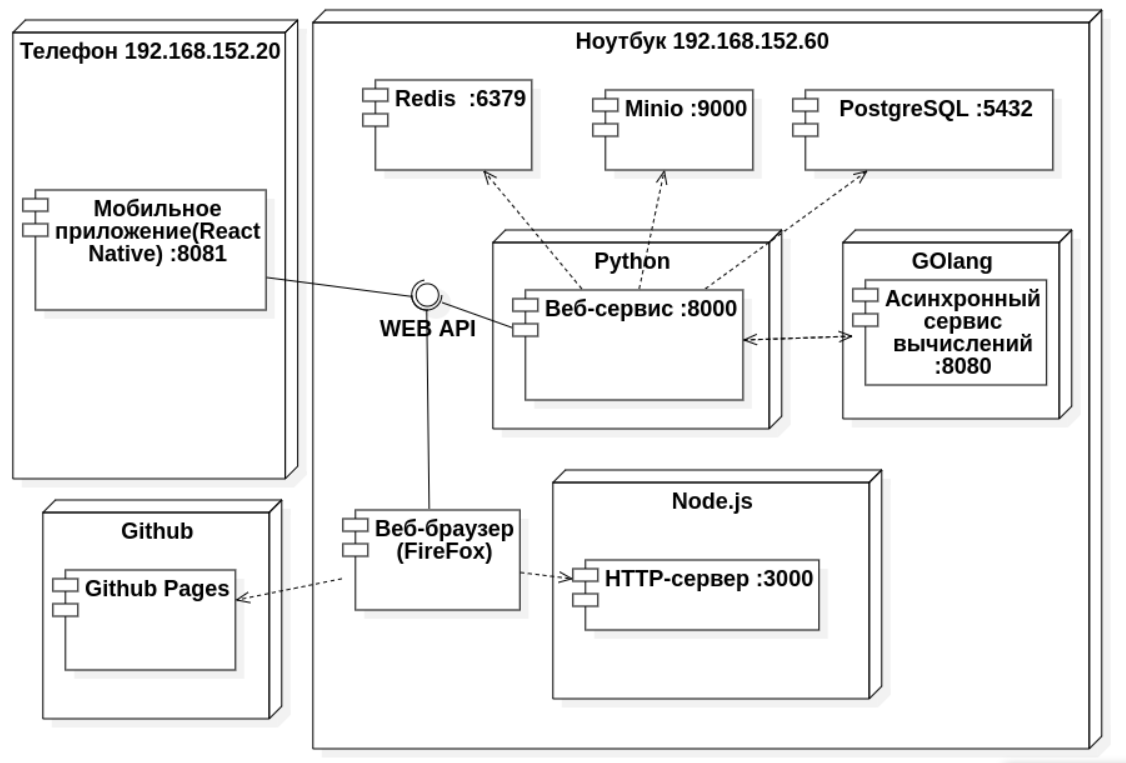 Телефон 192.168.152.20
Ноутбук 192.168.152.60
Redis :6379
Minio :9000
PostgreSQL :5432
Мобильное
приложение(React
Native) :8081
WEB API
Python
Веб-сервис :8000
GOlang
Асинхронный
сервис
вычислений
:8080
Github
Github Pages
Веб-браузер
(FireFox)
Node.js
HTTP-сервер :3000